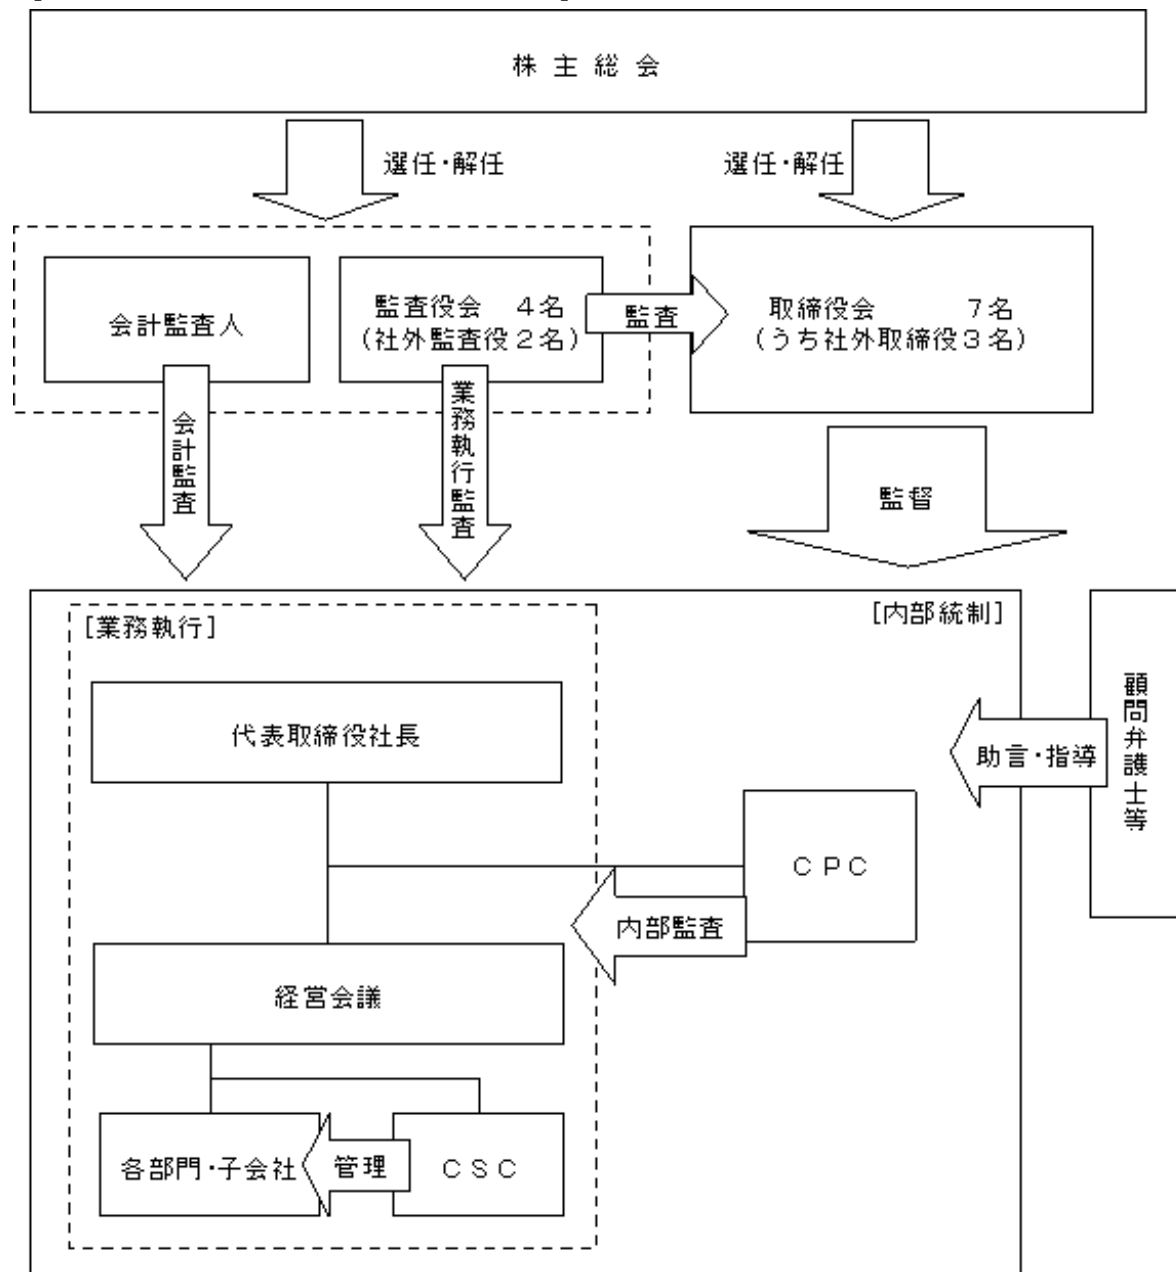 株 主 総 会
選任・解任
選任・解任
会計監査人
監査役会　４名
(社外監査役２名)
監査
取締役会　　　７名
(うち社外取締役３名)
会計監査
業務執行監査
監督
[業務執行]
[内部統制]
代表取締役社長
助言・指導
顧問弁護士等
ＣＰＣ
内部監査
経営会議
各部門・子会社
管理
ＣＳＣ